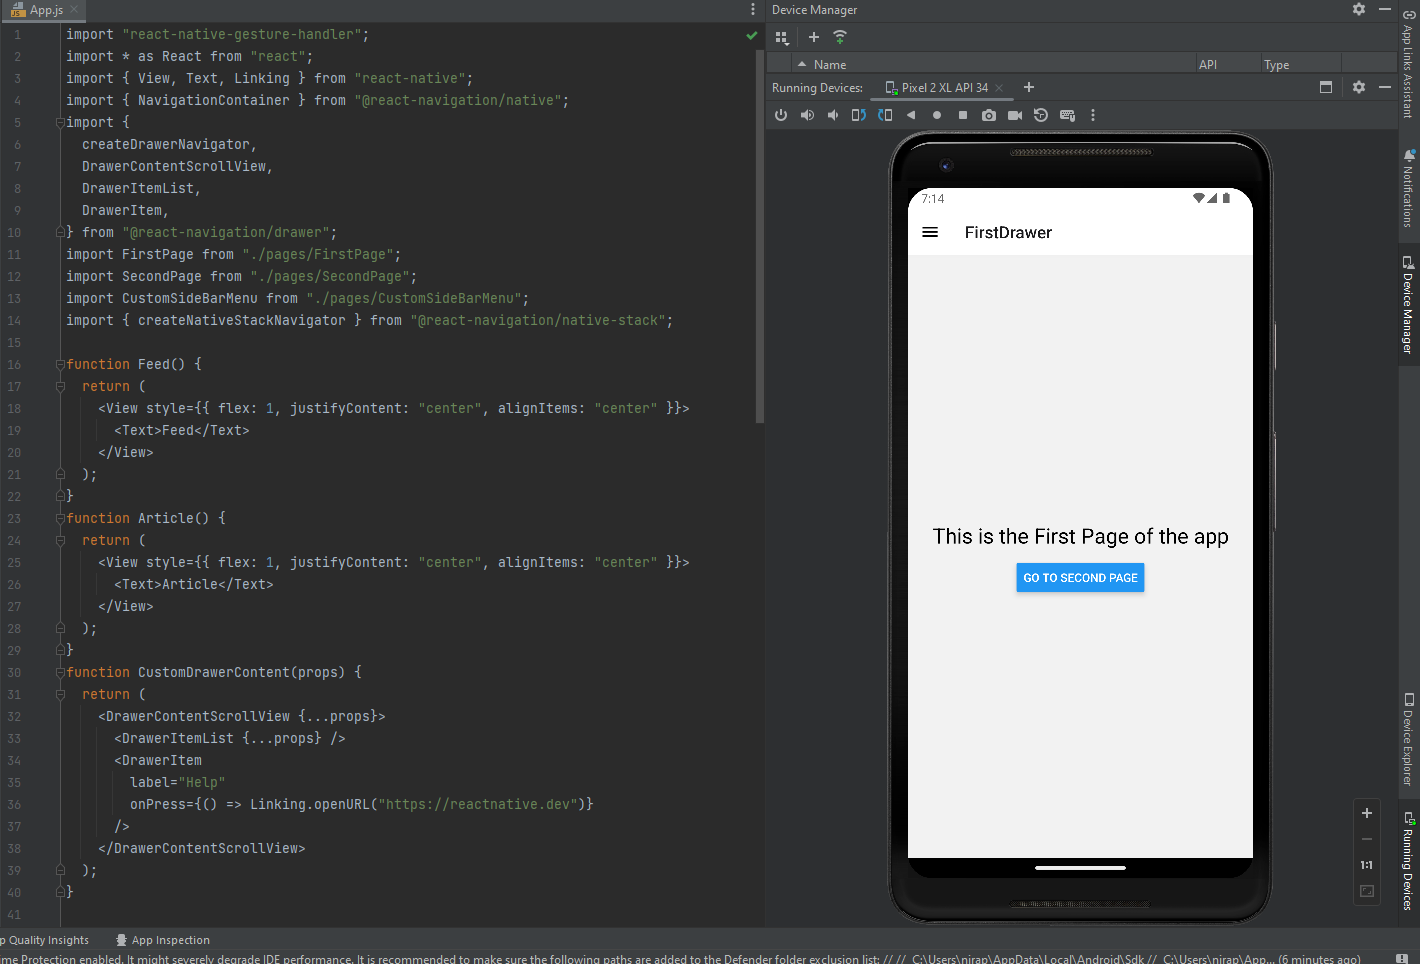 App.js
1 import "react-native-gesture-handler";
2 import * as React from "react";
3 import { View, Text, Linking } from "react-native";
4 import { NavigationContainer } from "@react-navigation/native";
5 import {
6 createDrawerNavigator,
7 DrawerContentScrollView,
8 DrawerItemList,
9 DrawerItem,
10 } from "@react-navigation/drawer";
11 import FirstPage from "./pages/FirstPage";
12 import SecondPage from "./pages/SecondPage";
13 import CustomSideBarMenu from "./pages/CustomSideBarMenu";
14 import { createNativeStackNavigator } from "@react-navigation/native-stack";
15
16 function Feed() {
17 return (
18 <View style={{ flex: 1, justifyContent: "center", alignItems: "center" }}>
19 <Text>Feed</Text>
20 </View>
21 );
22 }
23 function Article() {
24 return (
25 <View style={{ flex: 1, justifyContent: "center", alignItems: "center" }}>
26 <Text>Article</Text>
27 </View>
28 );
29 }
30 function CustomDrawerContent(props) {
31 return (
32 <DrawerContentScrollView {...props}>
33 <DrawerItemList {...props} />
34 <DrawerItem
35 label="Help"
36 onPress={() => Linking.openURL("https://reactnative.dev")}
37 />
38 </DrawerContentScrollView>
39 );
40 }
41
Device Manager
Name API Type
Running Devices: Pixel 2 XL API 34
7:14
FirstDrawer
This is the First Page of the app
GO TO SECOND PAGE
1:1
App Links Assistant
Notifications
Device Manager
Device Explorer
Running Devices
p Quality Insights App Inspection
ime Protection enabled. It might severely degrade IDE performance. It is recommended to make sure the following paths are added to the Defender folder exclusion list: // // C:\Users\nirap\AppData\Local\Android\Sdk // C:\Users\nirap\App... (6 minutes ago)